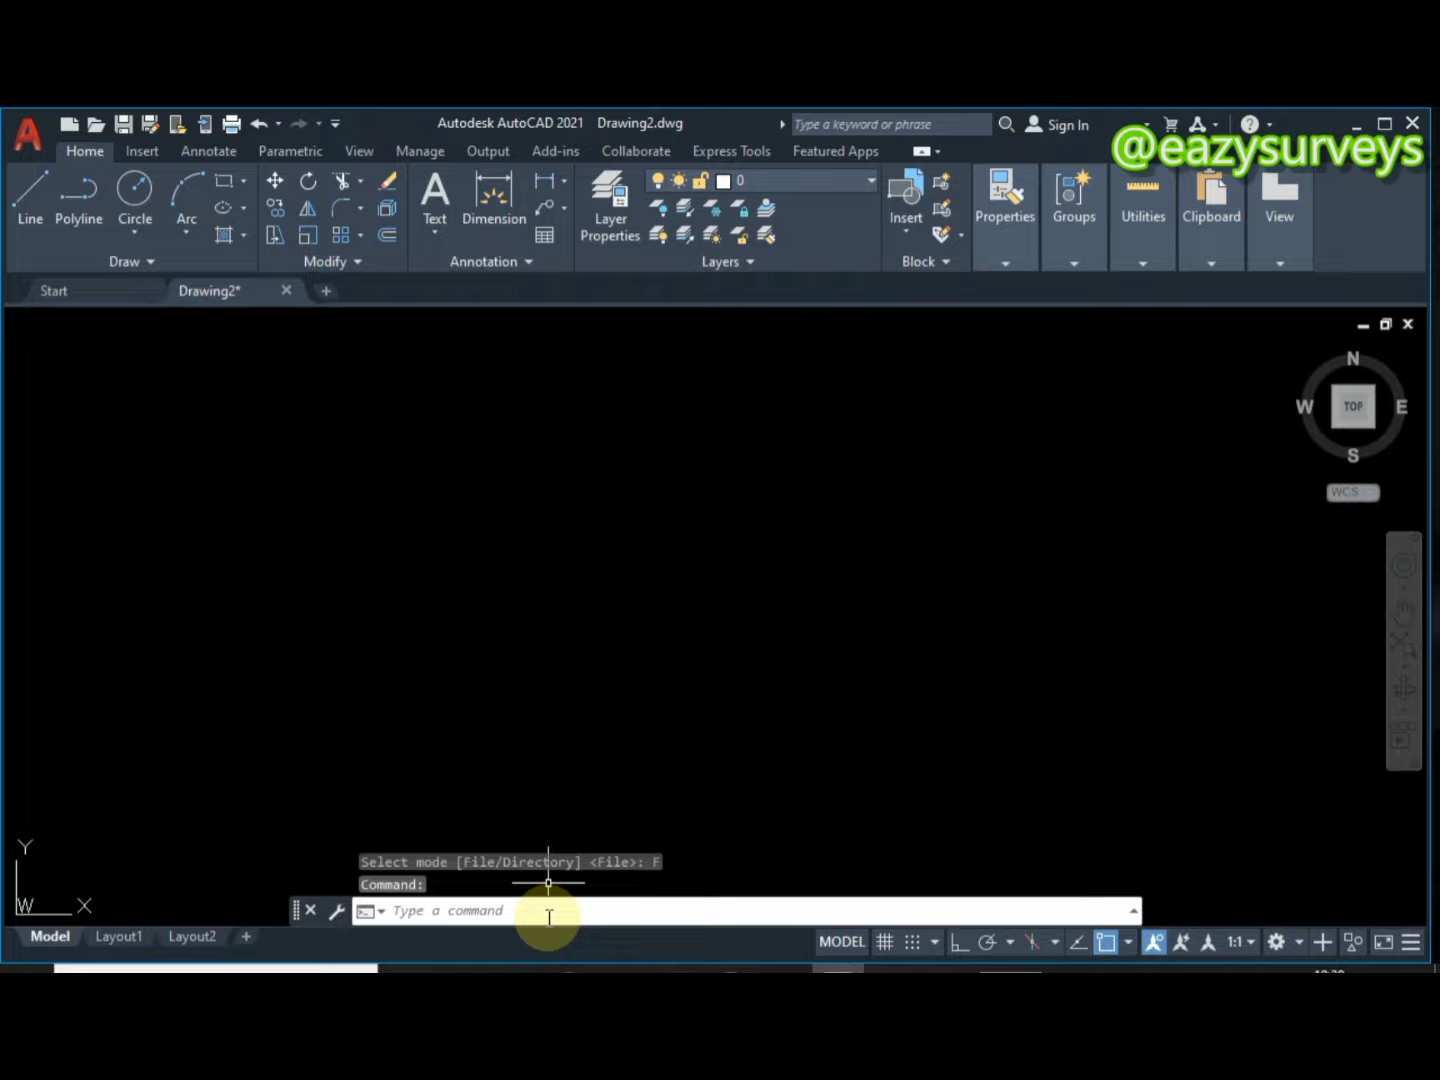 Autodesk AutoCAD 2021 Drawing2.dwg
Type a keyword or phrase
Sign In
@eazysurveys
Home Insert Annotate Parametric View Manage Output Add-ins Collaborate Express Tools Featured Apps
0
Line Polyline Circle Arc
Text Dimension
Layer
Properties
Insert
Properties Groups Utilities Clipboard View
Draw Modify Annotation Layers Block
Start Drawing2*
N
W TOP E
S
WCS
Y
W X
Select mode [File/Directory] <File>: F
Command:
Type a command
Model Layout1 Layout2
MODEL 1:1